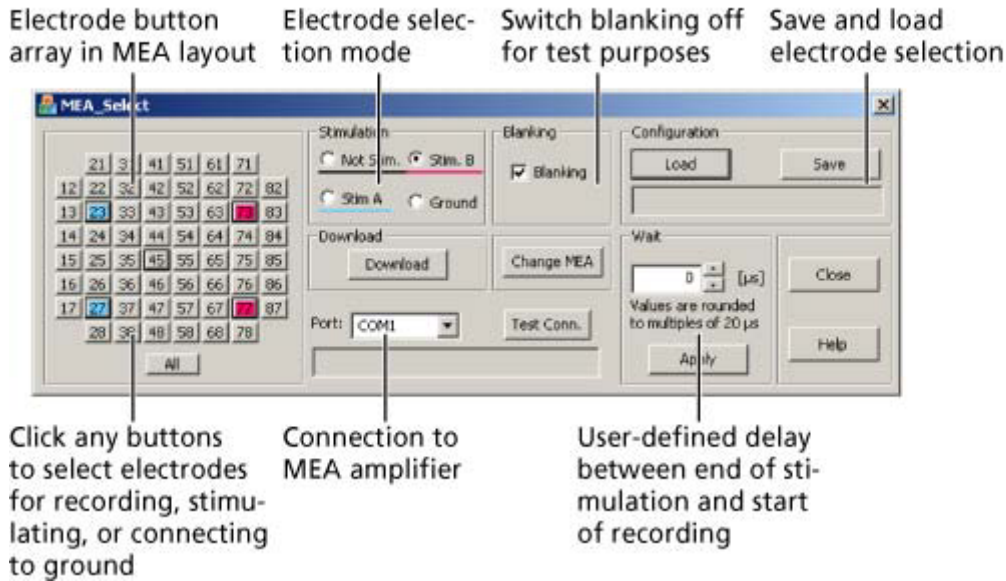 Electrode button
array in MEA layout
Electrode selec-
tion mode
Switch blanking off
for test purposes
Save and load
electrode selection
MEA_Select
21 31 41 51 61 71
12 22 32 42 52 62 72 82
13 23 33 43 53 63 73 83
14 24 34 44 54 64 74 84
15 25 35 45 55 65 75 85
16 26 36 46 56 66 76 86
17 27 37 47 57 67 77 87
28 38 48 58 68 78
All
Stimulation
Not Stim. Stim. B
Stim A Ground
Blanking
Blanking
Configuration
Load Save
Download
Download
Change MEA
Port: COM1
Test Conn.
Wait
0 [µs]
Values are rounded
to multiples of 20 µs
Apply
Close
Help
Click any buttons
to select electrodes
for recording, stimu-
lating, or connecting
to ground
Connection to
MEA amplifier
User-defined delay
between end of sti-
mulation and start
of recording